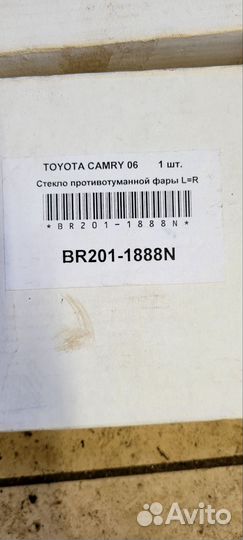 TOYOTA CAMRY 06 1 шт.
Стекло противотуманной фары L=R
*BR201-1888N*
BR201-1888N
Avito